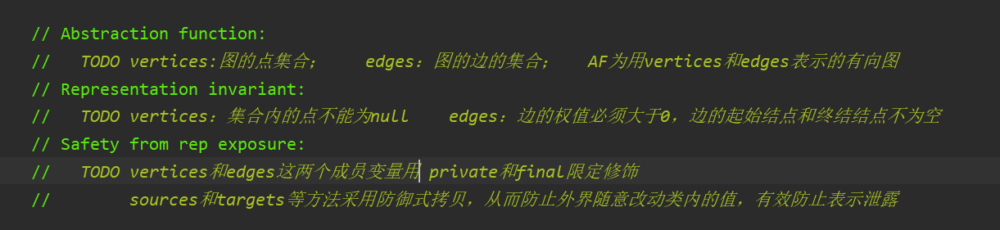 // Abstraction function:
//   TODO vertices:图的点集合;    edges: 图的边的集合;   AF为用vertices和edges表示的有向图
// Representation invariant:
//   TODO vertices: 集合内的点不能为null    edges: 边的权值必须大于0, 边的起始结点和终结结点不为空
// Safety from rep exposure:
//   TODO vertices和edges这两个成员变量用 private和final限定修饰
//        sources和targets等方法采用防御式拷贝, 从而防止外界随意改动类内的值, 有效防止表示泄露